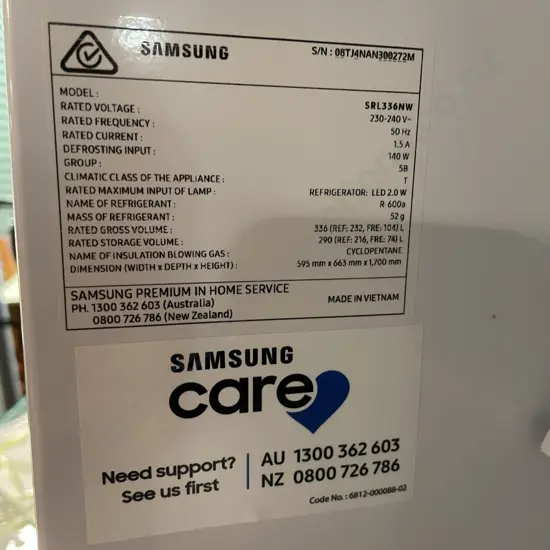 SAMSUNG S/N : 08TJ4NAN300272M
MODEL : SRL336NW
RATED VOLTAGE : 230-240 V~
RATED FREQUENCY : 50 Hz
RATED CURRENT : 1.5 A
DEFROSTING INPUT : 140 W
GROUP : 5B
CLIMATIC CLASS OF THE APPLIANCE : T
RATED MAXIMUM INPUT OF LAMP : REFRIGERATOR: LED 2.0 W
NAME OF REFRIGERANT : R-600a
MASS OF REFRIGERANT : 52 g
RATED GROSS VOLUME : 336 (REF: 232, FRE: 104) L
RATED STORAGE VOLUME : 290 (REF: 216, FRE: 74) L
NAME OF INSULATION BLOWING GAS : CYCLOPENTANE
DIMENSION (WIDTH x DEPTH x HEIGHT) : 595 mm x 663 mm x 1,700 mm
SAMSUNG PREMIUM IN HOME SERVICE
PH. 1300 362 603 (Australia) MADE IN VIETNAM
0800 726 786 (New Zealand)
SAMSUNG
care
Need support? AU 1300 362 603
See us first NZ 0800 726 786
Code No. : 6812-000088-02